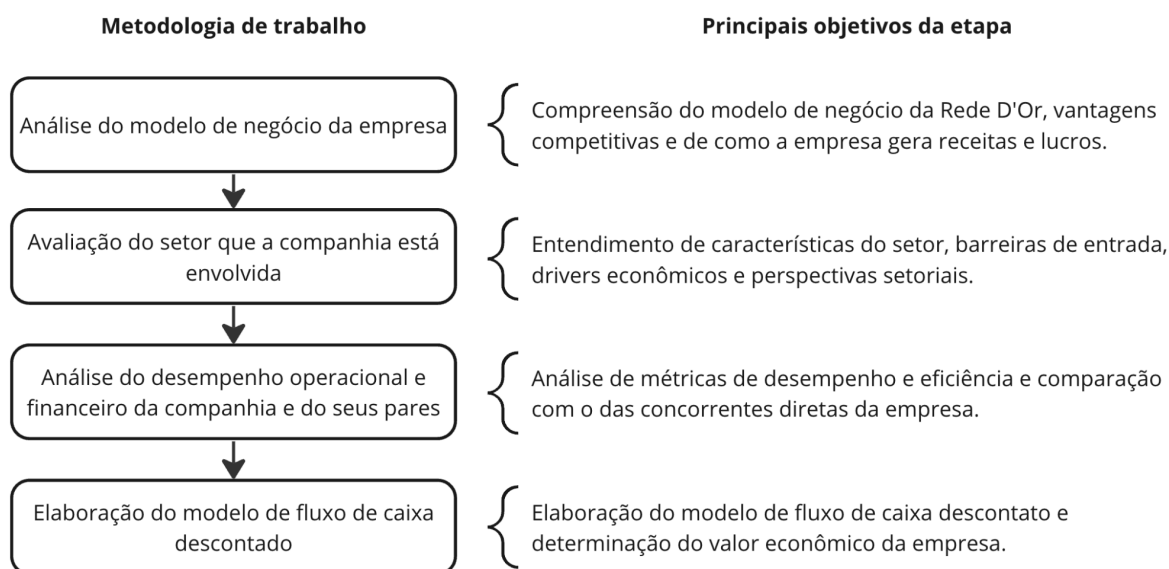 Metodologia de trabalho
Principais objetivos da etapa
Análise do modelo de negócio da empresa
Compreensão do modelo de negócio da Rede D'Or, vantagens
competitivas e de como a empresa gera receitas e lucros.
Avaliação do setor que a companhia está
envolvida
Entendimento de características do setor, barreiras de entrada,
drivers econômicos e perspectivas setoriais.
Análise do desempenho operacional e
financeiro da companhia e do seus pares
Análise de métricas de desempenho e eficiência e comparação
com o das concorrentes diretas da empresa.
Elaboração do modelo de fluxo de caixa
descontado
Elaboração do modelo de fluxo de caixa descontato e
determinação do valor econômico da empresa.